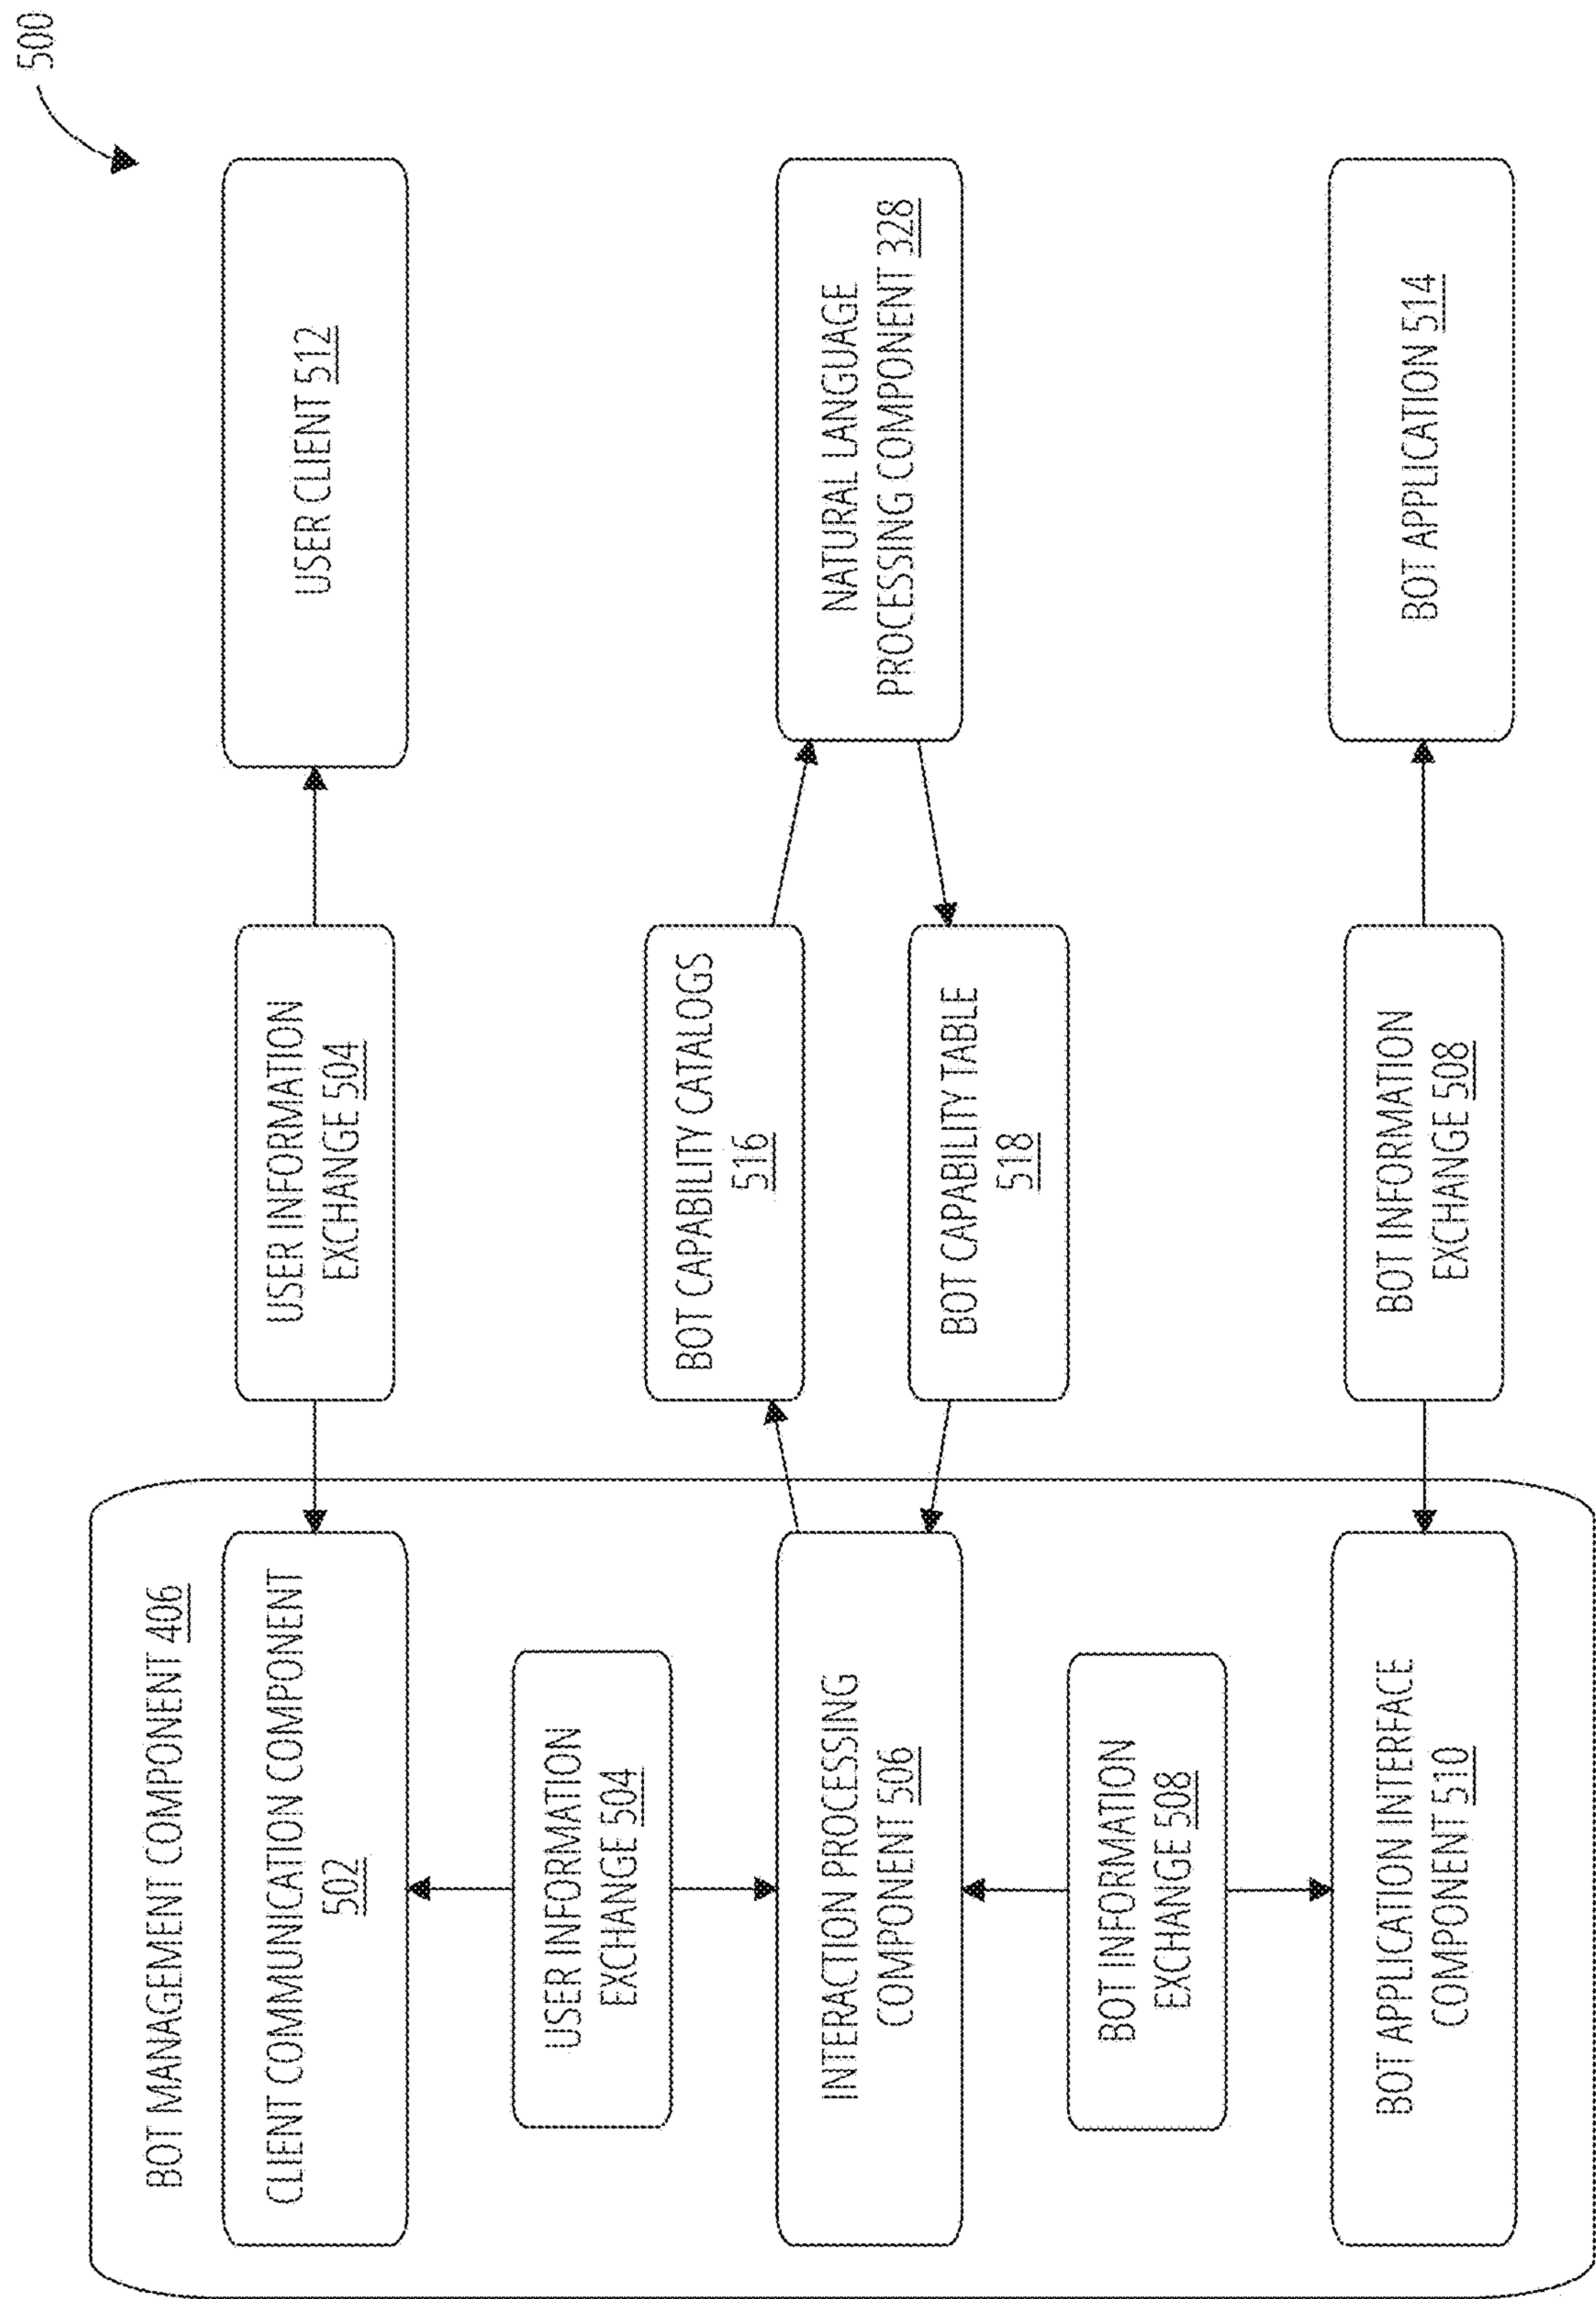 500
BOT MANAGEMENT COMPONENT 406
CLIENT COMMUNICATION COMPONENT
502
USER INFORMATION
EXCHANGE 504
USER CLIENT 512
USER INFORMATION
EXCHANGE 504
BOT CAPABILITY CATALOGS
516
INTERACTION PROCESSING
COMPONENT 506
NATURAL LANGUAGE
PROCESSING COMPONENT 328
BOT CAPABILITY TABLE
518
BOT INFORMATION
EXCHANGE 508
BOT APPLICATION INTERFACE
COMPONENT 510
BOT INFORMATION
EXCHANGE 508
BOT APPLICATION 514